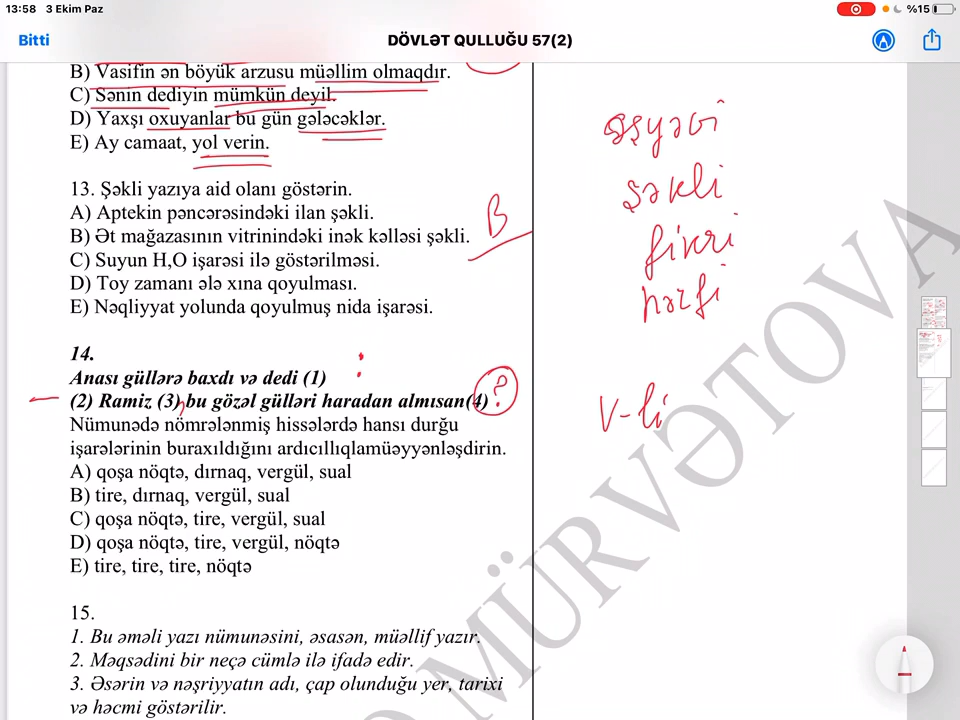 13:58 3 Ekim Paz %15
Bitti DÖVLƏT QULLUĞU 57(2)
B) Vasifin ən böyük arzusu müəllim olmaqdır.
C) Sənin dediyin mümkün deyil.
D) Yaxşı oxuyanlar bu gün gələcəklər.
E) Ay camaat, yol verin.
13. Şəkli yazıya aid olanı göstərin.
A) Aptekin pəncərəsindəki ilan şəkli.
B) Ət mağazasının vitrinindəki inək kəlləsi şəkli.
C) Suyun H,O işarəsi ilə göstərilməsi.
D) Toy zamanı ələ xına qoyulması.
E) Nəqliyyat yolunda qoyulmuş nida işarəsi.
B
14.
Anası güllərə baxdı və dedi (1) :
(2) Ramiz (3), bu gözəl gülləri haradan almısan(4) ?
Nümunədə nömrələnmiş hissələrdə hansı durğu
işarələrinin buraxıldığını ardıcıllıqlamüəyyənləşdirin.
A) qoşa nöqtə, dırnaq, vergül, sual
B) tire, dırnaq, vergül, sual
C) qoşa nöqtə, tire, vergül, sual
D) qoşa nöqtə, tire, vergül, nöqtə
E) tire, tire, tire, nöqtə
15.
1. Bu əməli yazı nümunəsini, əsasən, müəllif yazır.
2. Məqsədini bir neçə cümlə ilə ifadə edir.
3. Əsərin və nəşriyyatın adı, çap olunduğu yer, tarixi
və həcmi göstərilir.
əşyəvi
şəkli
fikri
hərfi
V-li
MÜRVƏTOVA